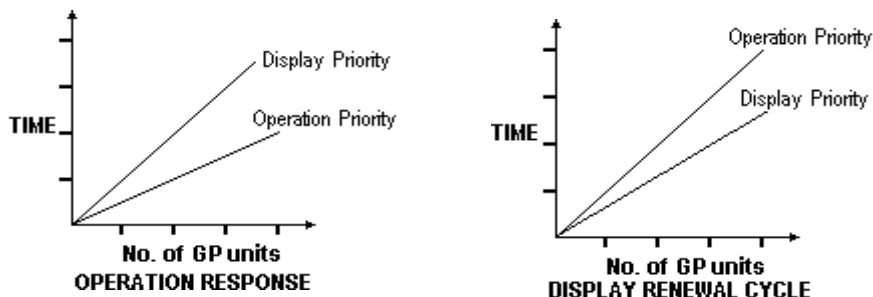 Display Priority
Operation Priority
TIME
No. of GP units
OPERATION RESPONSE
Operation Priority
Display Priority
TIME
No. of GP units
DISPLAY RENEWAL CYCLE